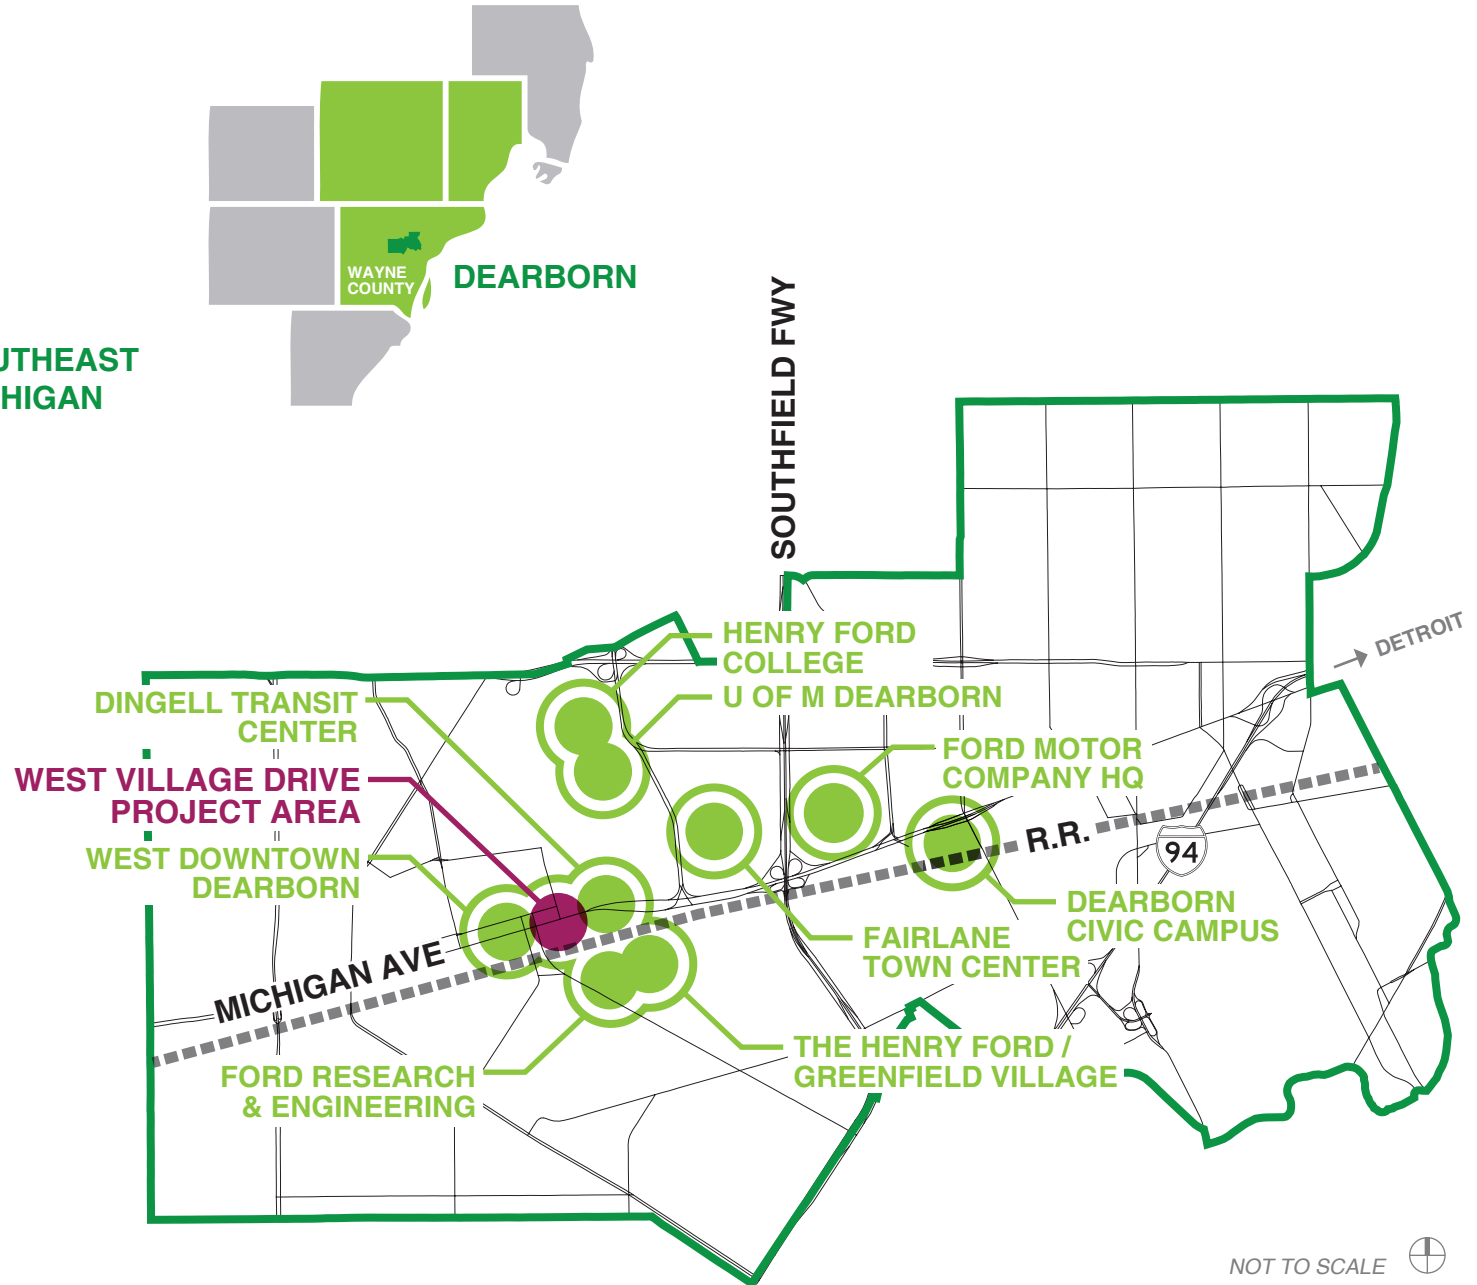 WAYNE
COUNTY
DEARBORN
UTHEAST
HIGAN
SOUTHFIELD FWY
DETROIT
HENRY FORD
COLLEGE
U OF M DEARBORN
DINGELL TRANSIT
CENTER
FORD MOTOR
COMPANY HQ
WEST VILLAGE DRIVE
PROJECT AREA
R.R.
94
WEST DOWNTOWN
DEARBORN
DEARBORN
CIVIC CAMPUS
FAIRLANE
TOWN CENTER
MICHIGAN AVE
THE HENRY FORD /
GREENFIELD VILLAGE
FORD RESEARCH
& ENGINEERING
NOT TO SCALE